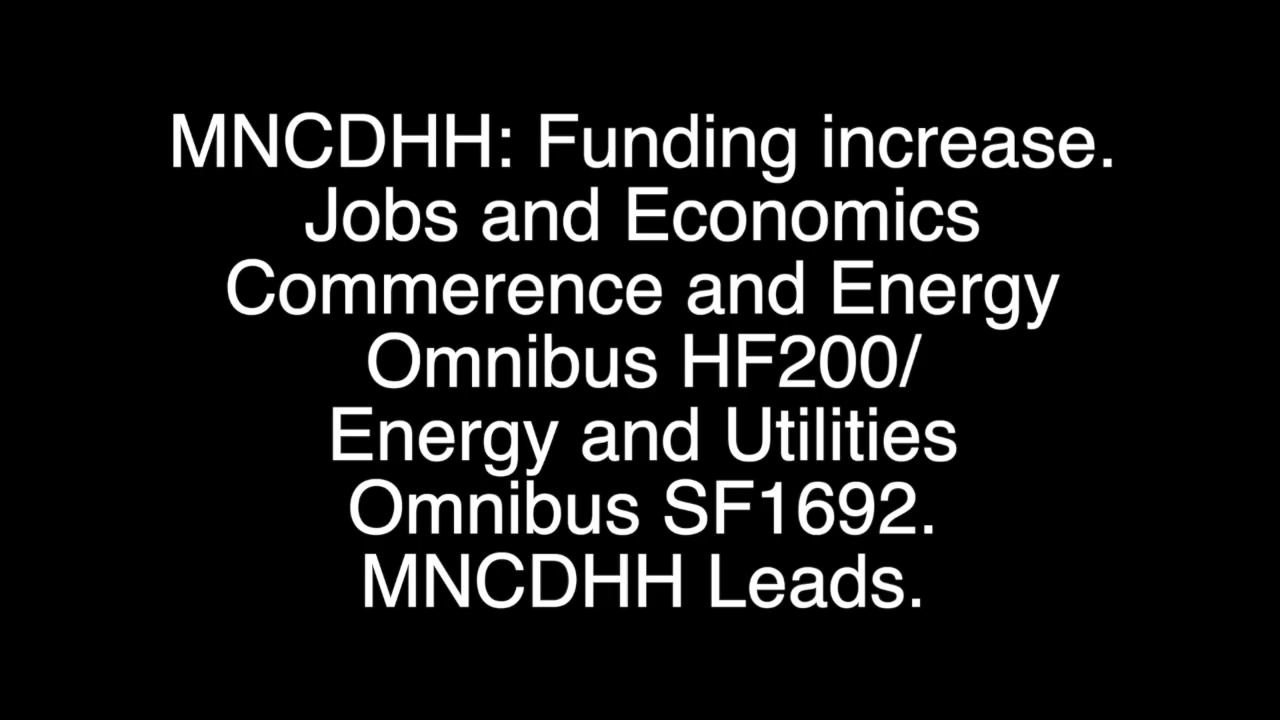 MNCDHH: Funding increase.
Jobs and Economics
Commerence and Energy
Omnibus HF200/
Energy and Utilities
Omnibus SF1692.
MNCDHH Leads.